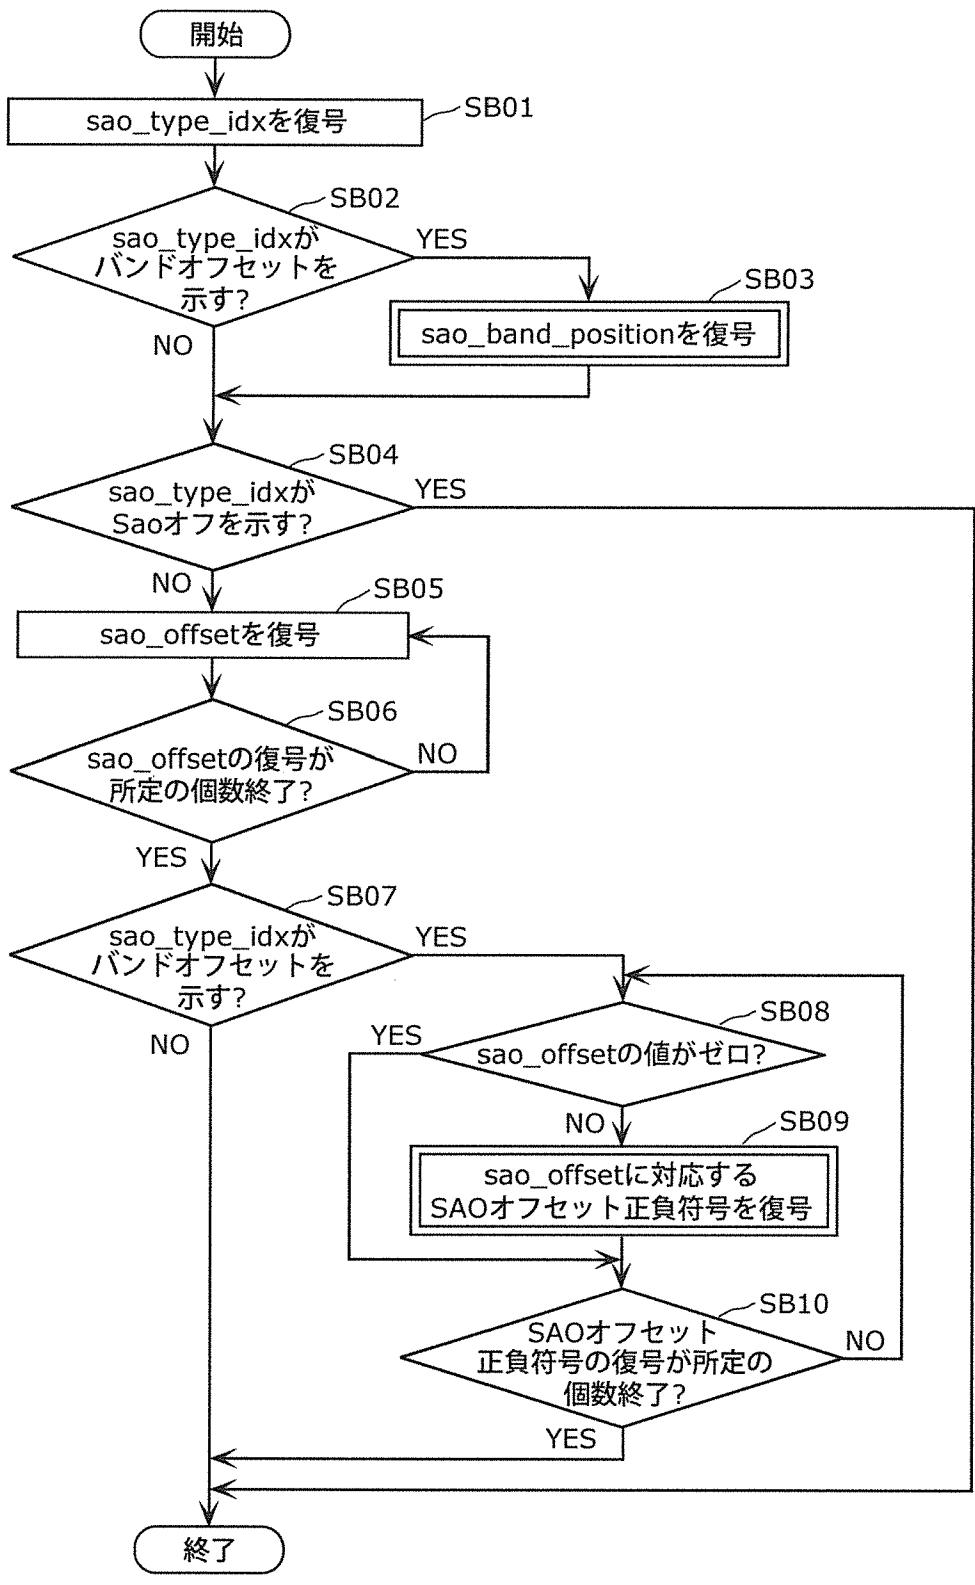 開始
sao_type_idxを復号
SB01
SB02
sao_type_idxが
バンドオフセットを
示す?
YES
NO
SB03
sao_band_positionを復号
SB04
sao_type_idxが
Saoオフを示す?
YES
NO
SB05
sao_offsetを復号
SB06
sao_offsetの復号が
所定の個数終了?
NO
YES
SB07
sao_type_idxが
バンドオフセットを
示す?
YES
NO
SB08
sao_offsetの値がゼロ?
YES
NO
SB09
sao_offsetに対応する
SAOオフセット正負符号を復号
SB10
SAOオフセット
正負符号の復号が所定の
個数終了?
NO
YES
終了